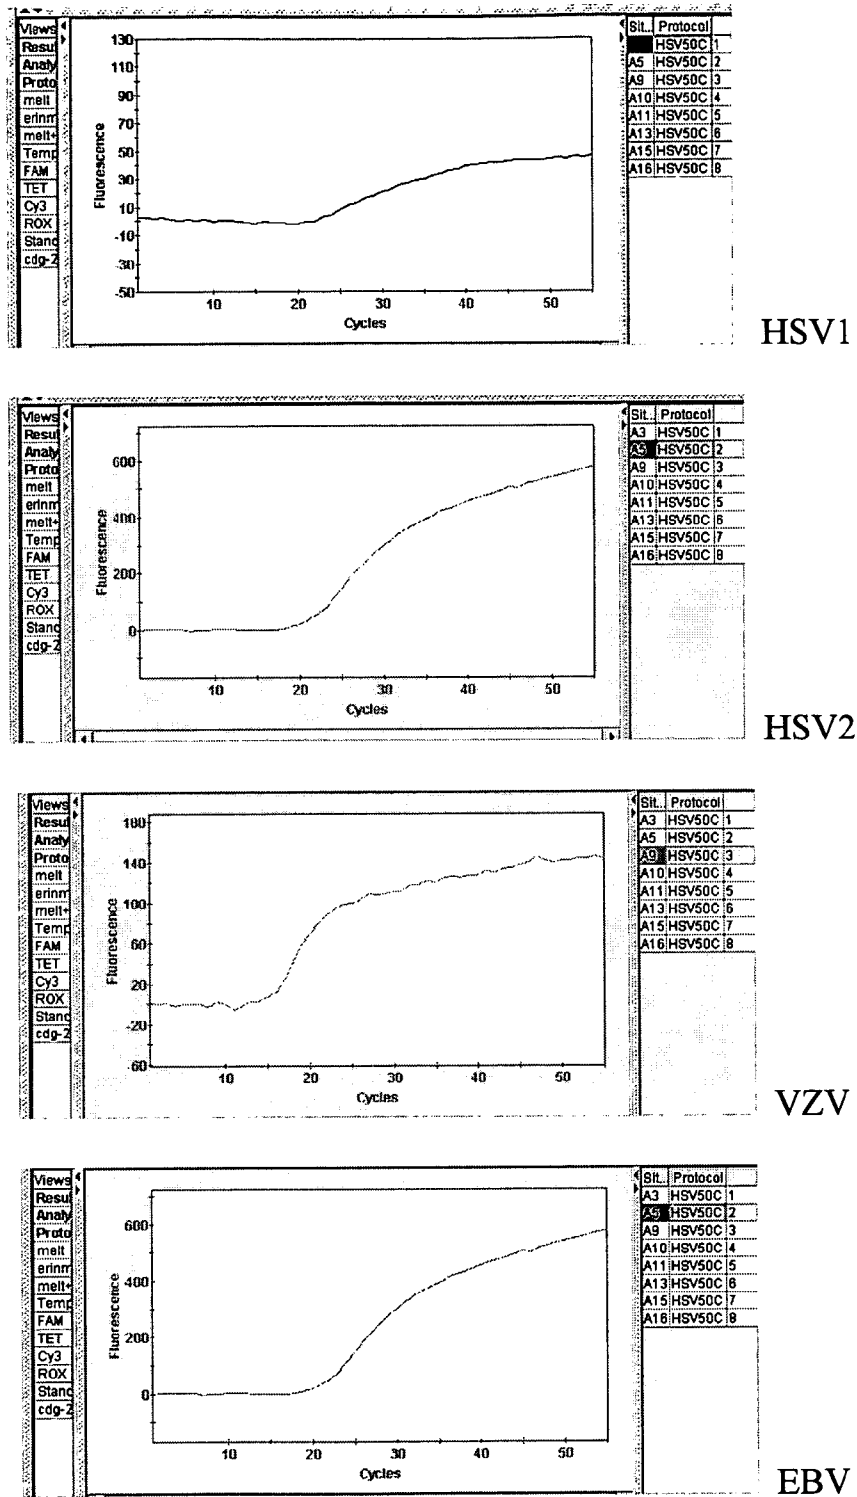 Views
Resul
Analy
Proto
melt
erinm
melt+
Temp
FAM
TET
Cy3
ROX
Stanc
cdg-2
130
110
90
70
50
30
10
-10
-30
-50
Fluorescence
10 20 30 40 50
Cycles
Sit.. Protocol
HSV50C 1
A5 HSV50C 2
A9 HSV50C 3
A10 HSV50C 4
A11 HSV50C 5
A13 HSV50C 6
A15 HSV50C 7
A16 HSV50C 8
HSV1
Views
Resul
Analy
Proto
melt
erinm
melt+
Temp
FAM
TET
Cy3
ROX
Stanc
cdg-2
600
400
200
0
Fluorescence
10 20 30 40 50
Cycles
Sit.. Protocol
A3 HSV50C 1
A5 HSV50C 2
A9 HSV50C 3
A10 HSV50C 4
A11 HSV50C 5
A13 HSV50C 6
A15 HSV50C 7
A16 HSV50C 8
HSV2
Views
Resul
Analy
Proto
melt
erinm
melt+
Temp
FAM
TET
Cy3
ROX
Stanc
cdg-2
180
140
100
60
20
-20
-60
Fluorescence
10 20 30 40 50
Cycles
Sit.. Protocol
A3 HSV50C 1
A5 HSV50C 2
A9 HSV50C 3
A10 HSV50C 4
A11 HSV50C 5
A13 HSV50C 6
A15 HSV50C 7
A16 HSV50C 8
VZV
Views
Resul
Analy
Proto
melt
erinm
melt+
Temp
FAM
TET
Cy3
ROX
Stanc
cdg-2
600
400
200
0
Fluorescence
10 20 30 40 50
Cycles
Sit.. Protocol
A3 HSV50C 1
A5 HSV50C 2
A9 HSV50C 3
A10 HSV50C 4
A11 HSV50C 5
A13 HSV50C 6
A15 HSV50C 7
A16 HSV50C 8
EBV